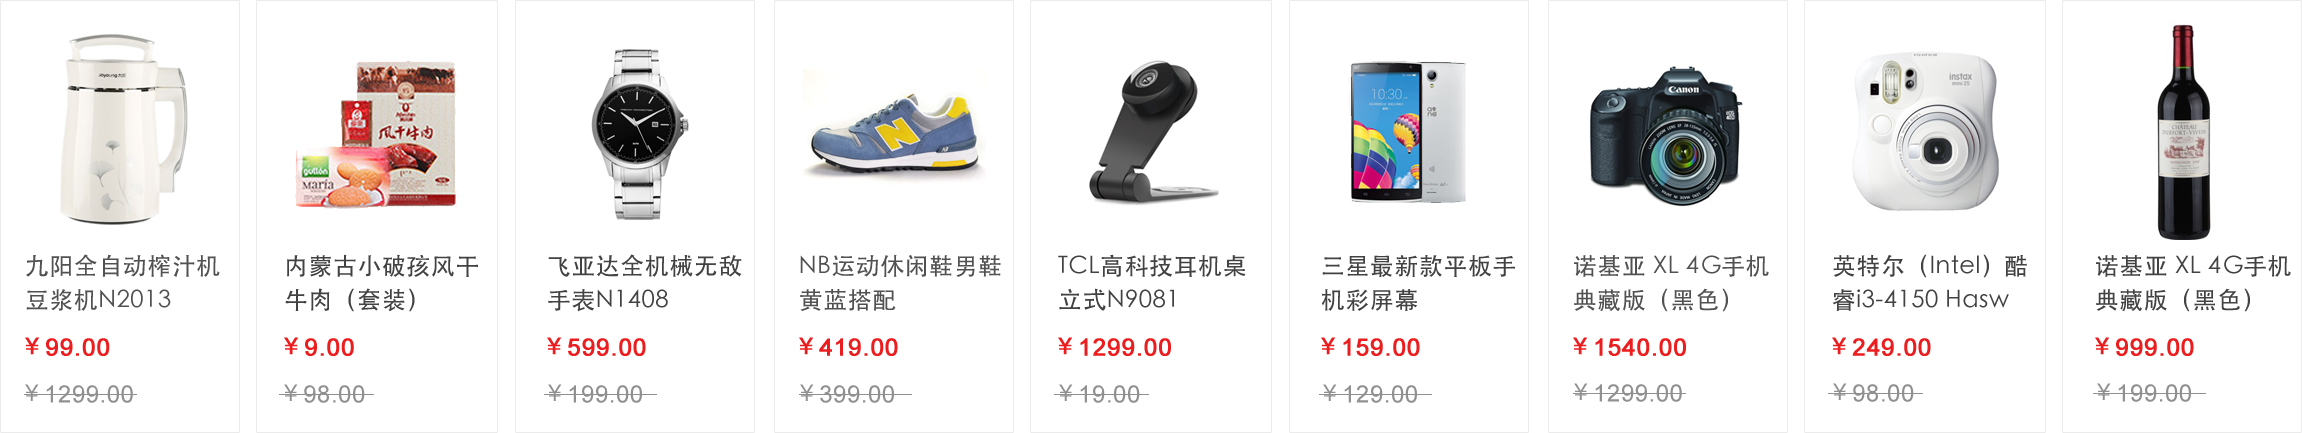 Joyoung 九阳
九阳全自动榨汁机
豆浆机N2013
¥99.00
¥1299.00
风干牛肉
gullón
María
内蒙古小破孩风干
牛肉（套装）
¥9.00
¥98.00
飞亚达全机械无敌
手表N1408
¥599.00
¥199.00
N
NB运动休闲鞋男鞋
黄蓝搭配
¥419.00
¥399.00
TCL高科技耳机桌
立式N9081
¥1299.00
¥19.00
10:30
三星最新款平板手
机彩屏幕
¥159.00
¥129.00
Canon
EOS
40D
诺基亚 XL 4G手机
典藏版（黑色）
¥1540.00
¥1299.00
instax
mini 25
英特尔（Intel）酷
睿i3-4150 Hasw
¥249.00
¥98.00
CHATEAU
诺基亚 XL 4G手机
典藏版（黑色）
¥999.00
¥199.00